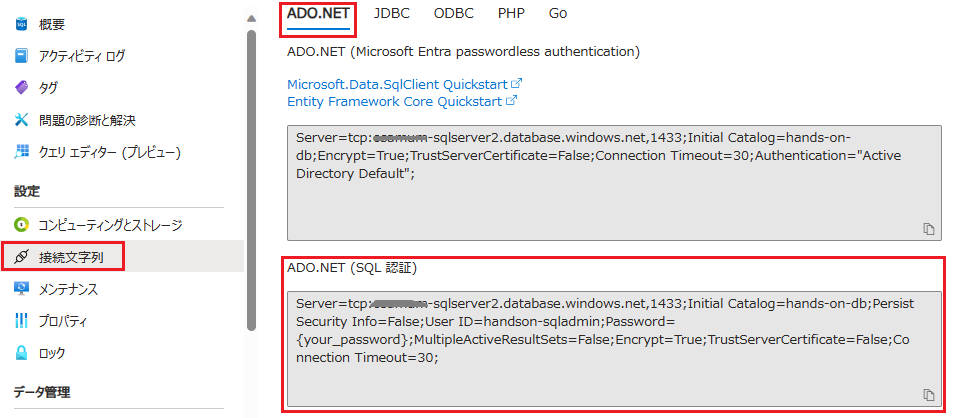 概要
アクティビティ ログ
タグ
問題の診断と解決
クエリ エディター (プレビュー)
設定
コンピューティングとストレージ
接続文字列
メンテナンス
プロパティ
ロック
データ管理
ADO.NET JDBC ODBC PHP Go
ADO.NET (Microsoft Entra passwordless authentication)
Microsoft.Data.SqlClient Quickstart
Entity Framework Core Quickstart
Server=tcp:-sqlserver2.database.windows.net,1433;Initial Catalog=hands-on-
db;Encrypt=True;TrustServerCertificate=False;Connection Timeout=30;Authentication="Active
Directory Default";
ADO.NET (SQL 認証)
Server=tcp:-sqlserver2.database.windows.net,1433;Initial Catalog=hands-on-db;Persist
Security Info=False;User ID=handson-sqladmin;Password=
{your_password};MultipleActiveResultSets=False;Encrypt=True;TrustServerCertificate=False;Co
nnection Timeout=30;